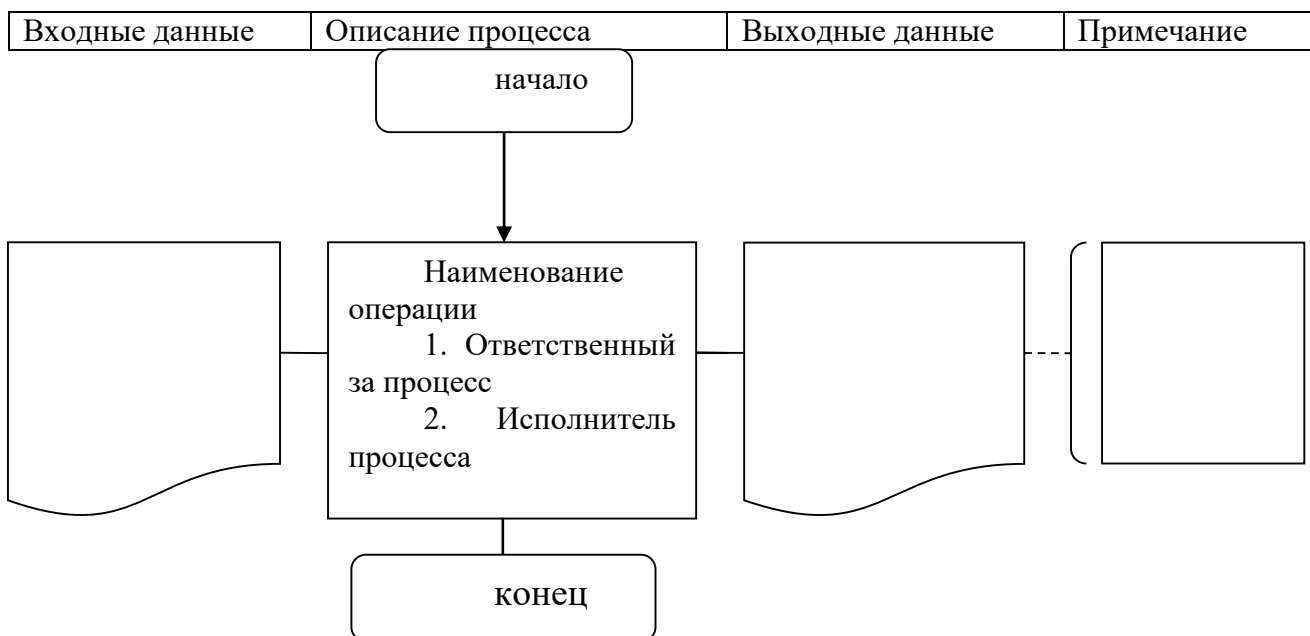 Входные данные Описание процесса Выходные данные Примечание
начало
Наименование
операции
1. Ответственный
за процесс
2. Исполнитель
процесса
конец